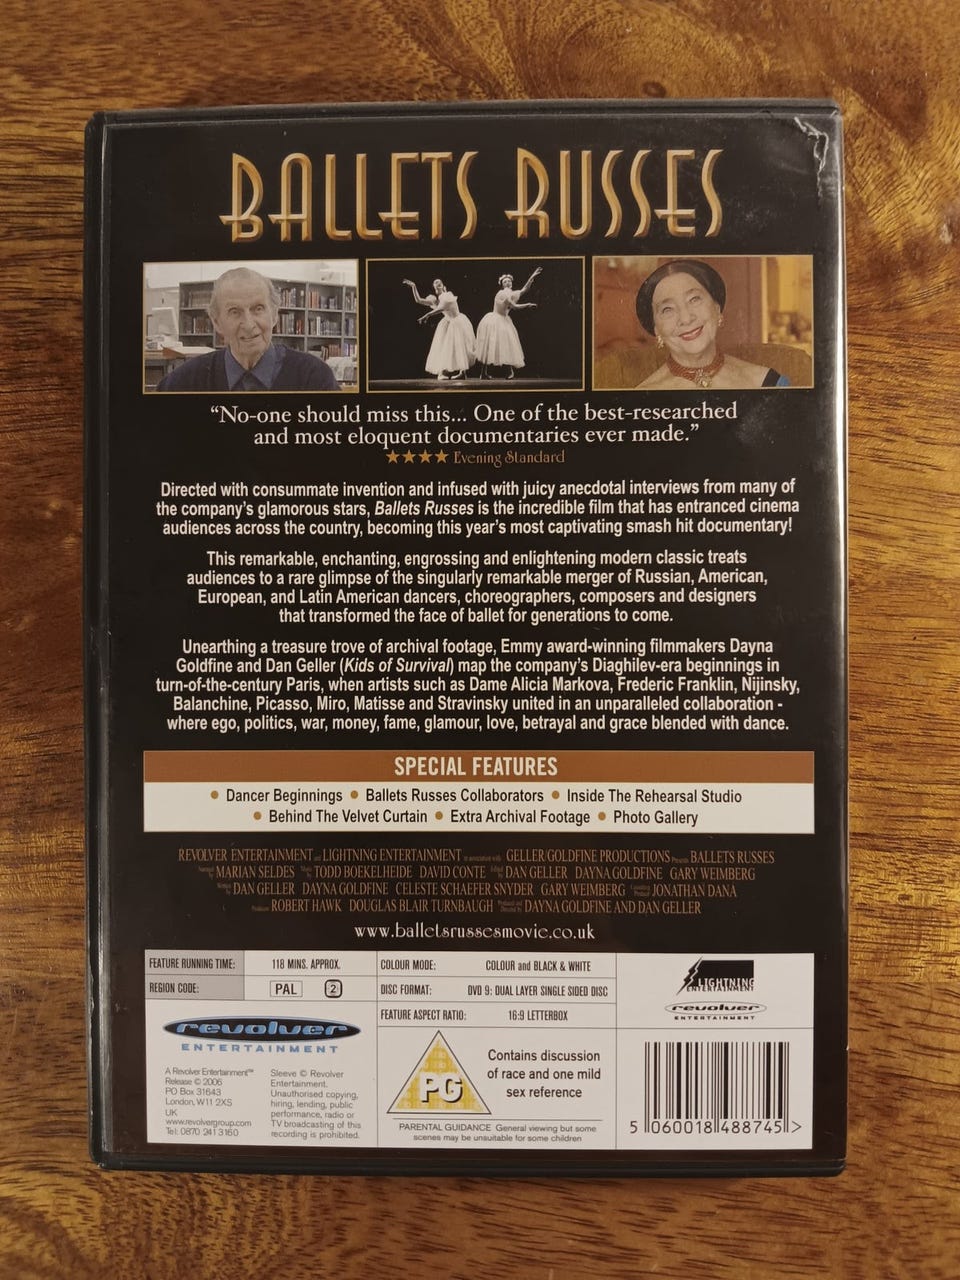 BALLETS RUSSES
“No-one should miss this... One of the best-researched
and most eloquent documentaries ever made.”
★★★★ Evening Standard
Directed with consummate invention and infused with juicy anecdotal interviews from many of
the company's glamorous stars, Ballets Russes is the incredible film that has entranced cinema
audiences across the country, becoming this year's most captivating smash hit documentary!
This remarkable, enchanting, engrossing and enlightening modern classic treats
audiences to a rare glimpse of the singularly remarkable merger of Russian, American,
European, and Latin American dancers, choreographers, composers and designers
that transformed the face of ballet for generations to come.
Unearthing a treasure trove of archival footage, Emmy award-winning filmmakers Dayna
Goldfine and Dan Geller (Kids of Survival) map the company's Diaghilev-era beginnings in
turn-of-the-century Paris, when artists such as Dame Alicia Markova, Frederic Franklin, Nijinsky,
Balanchine, Picasso, Miro, Matisse and Stravinsky united in an unparalleled collaboration -
where ego, politics, war, money, fame, glamour, love, betrayal and grace blended with dance.
SPECIAL FEATURES
• Dancer Beginnings • Ballets Russes Collaborators • Inside The Rehearsal Studio
• Behind The Velvet Curtain • Extra Archival Footage • Photo Gallery
REVOLVER ENTERTAINMENT and LIGHTNING ENTERTAINMENT in association with GELLER/GOLDFINE PRODUCTIONS Presents BALLETS RUSSES
MARIAN SELDES TODD BOEKELHEIDE DAVID CONTE DAN GELLER DAYNA GOLDFINE GARY WEIMBERG
DAN GELLER DAYNA GOLDFINE CELESTE SCHAEFER SNYDER GARY WEIMBERG JONATHAN DANA
ROBERT HAWK DOUGLAS BLAIR TURNBAUGH Produced and Directed by DAYNA GOLDFINE AND DAN GELLER
www.balletsrussesmovie.co.uk
FEATURE RUNNING TIME: 118 MINS. APPROX.
REGION CODE: PAL 2
COLOUR MODE: COLOUR and BLACK & WHITE
DISC FORMAT: DVD 9: DUAL LAYER SINGLE SIDED DISC
FEATURE ASPECT RATIO: 16:9 LETTERBOX
LIGHTNING
ENTERTAINMENT
revolver
ENTERTAINMENT
revolver
ENTERTAINMENT
A Revolver Entertainment™
Release © 2006
PO Box 31643
London, W11 2XS
UK
www.revolvergroup.com
Tel: 0870 241 3160
Sleeve © Revolver
Entertainment.
Unauthorised copying,
hiring, lending, public
performance, radio or
TV broadcasting of this
recording is prohibited.
PG
Contains discussion
of race and one mild
sex reference
PARENTAL GUIDANCE General viewing but some
scenes may be unsuitable for some children
5 060018 488745 >